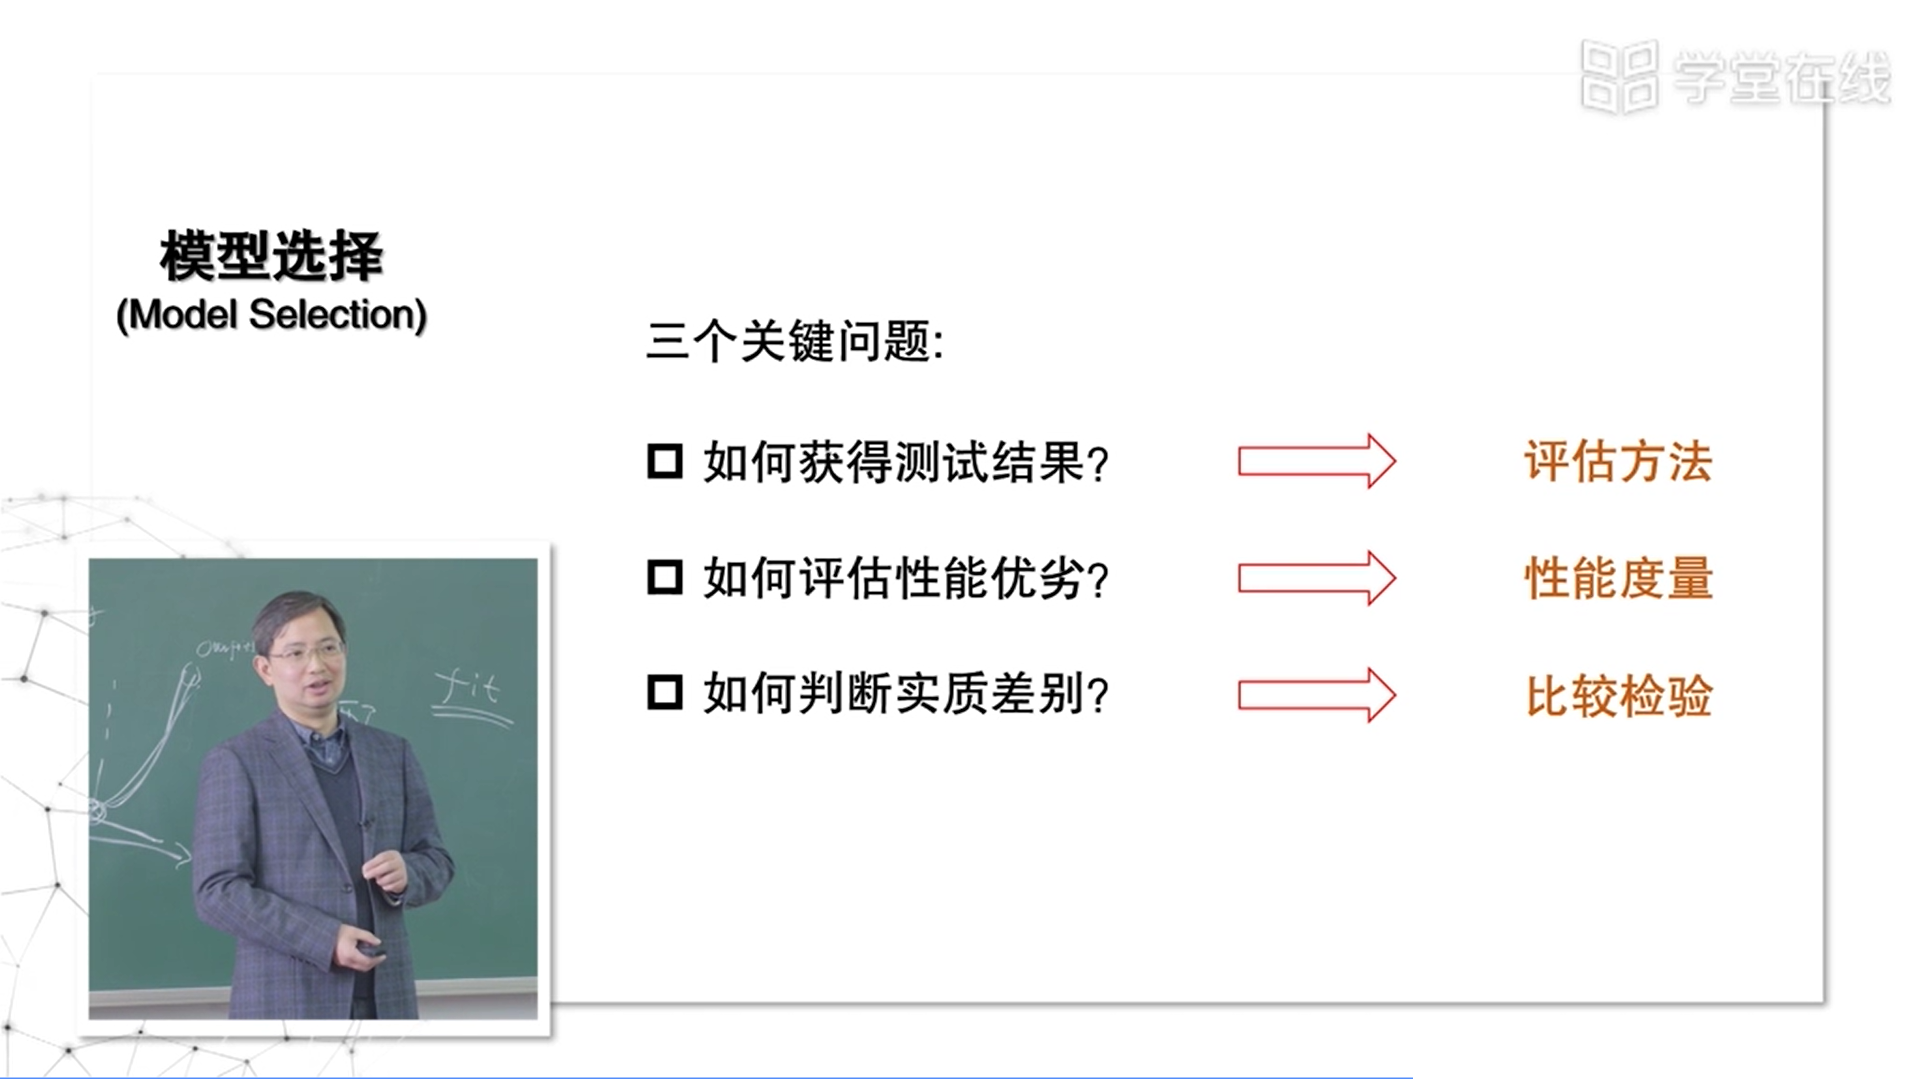 学堂在线
模型选择
(Model Selection)
三个关键问题:
如何获得测试结果? 评估方法
如何评估性能优劣? 性能度量
如何判断实质差别? 比较检验
fit